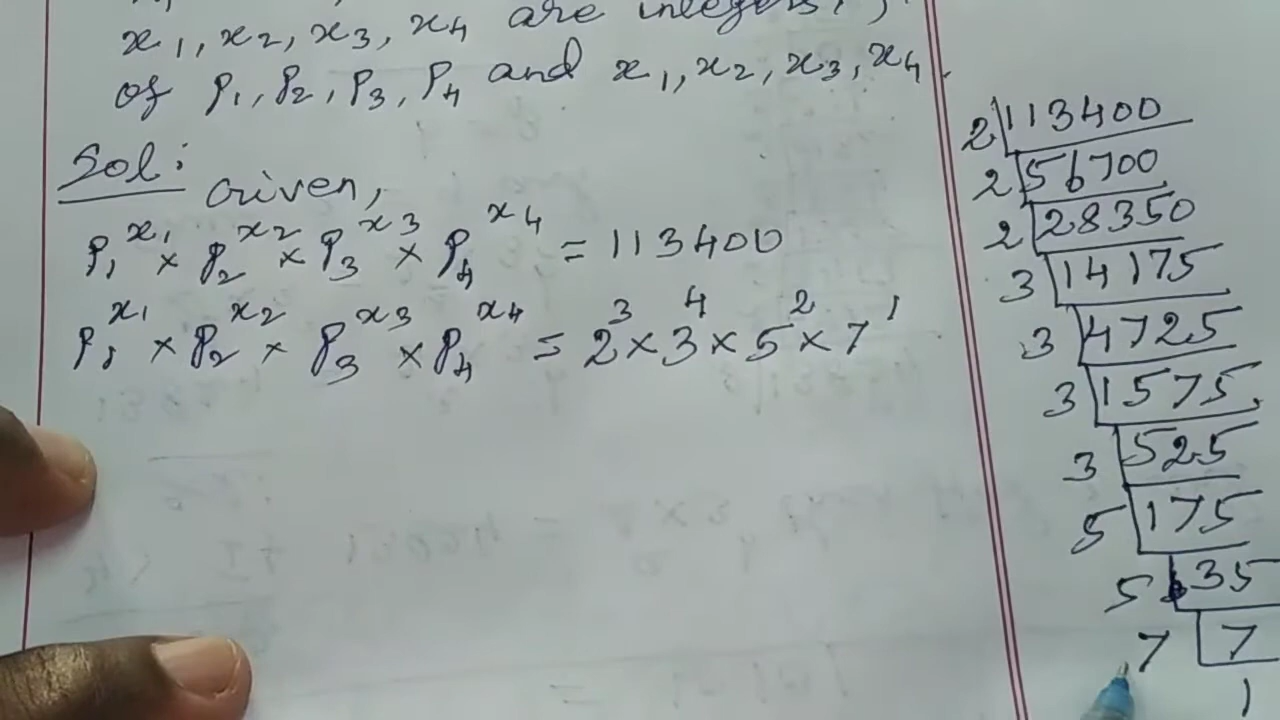 x1, x2, x3, x4 are integers,
of P1, P2, P3, P4 and x1, x2, x3, x4.
Sol:
Given,
P1^x1 × P2^x2 × P3^x3 × P4^x4 = 113400
P1^x1 × P2^x2 × P3^x3 × P4^x4 = 2^3 × 3^4 × 5^2 × 7^1
2 113400
2 56700
2 28350
3 14175
3 4725
3 1575
3 525
5 175
5 35
7 7
1